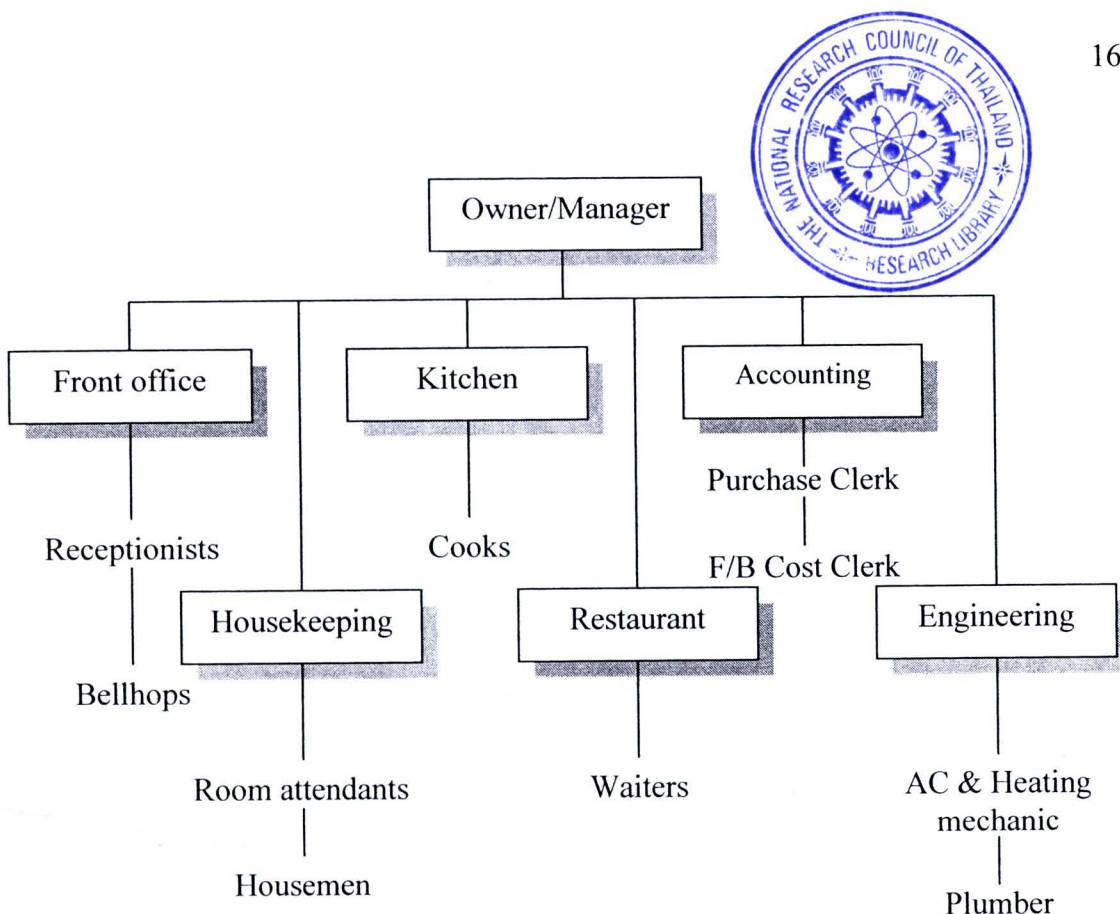 16
THE NATIONAL RESEARCH COUNCIL OF THAILAND
RESEARCH LIBRARY
Owner/Manager
Front office
Kitchen
Accounting
Purchase Clerk
Receptionists
Cooks
F/B Cost Clerk
Housekeeping
Restaurant
Engineering
Bellhops
Room attendants
Waiters
AC & Heating
mechanic
Housemen
Plumber